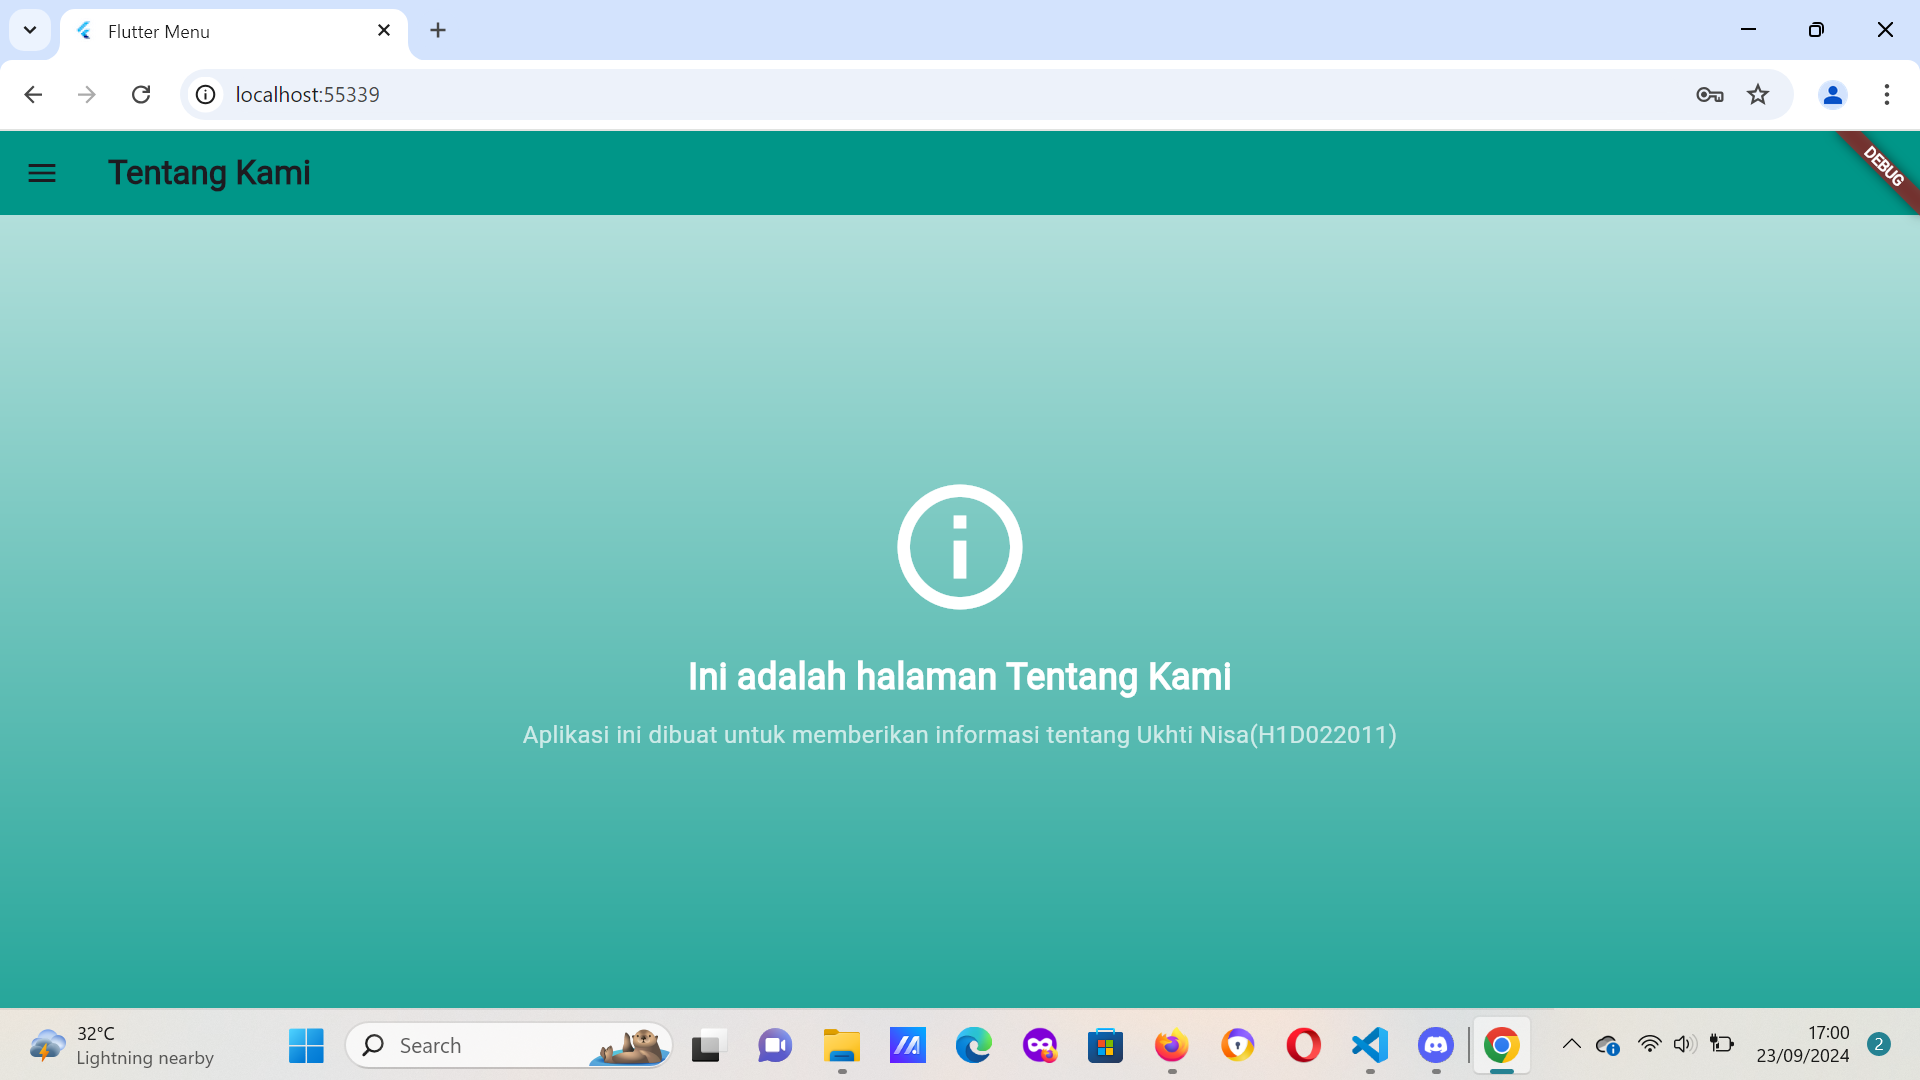 Flutter Menu
localhost:55339
Tentang Kami
DEBUG
Ini adalah halaman Tentang Kami
Aplikasi ini dibuat untuk memberikan informasi tentang Ukhti Nisa(H1D022011)
32°C
Lightning nearby
Search
17:00
23/09/2024
2